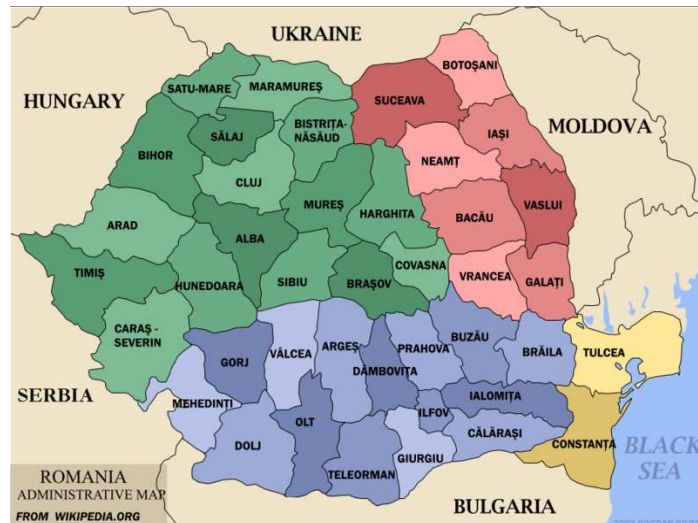 UKRAINE
BOTOȘANI
SATU-MARE
MARAMUREȘ
SUCEAVA
HUNGARY
MOLDOVA
SĂLAJ
BISTRIȚA-
NĂSĂUD
IAȘI
BIHOR
CLUJ
NEAMȚ
MUREȘ
HARGHITA
VASLUI
ARAD
ALBA
BACĂU
TIMIȘ
HUNEDOARA
SIBIU
BRAȘOV
COVASNA
VRANCEA
GALAȚI
CARAȘ -
SEVERIN
GORJ
VÂLCEA
ARGEȘ
PRAHOVA
BUZĂU
BRĂILA
TULCEA
DÂMBOVIȚA
SERBIA
MEHEDINȚI
IALOMIȚA
OLT
ILFOV
DOLJ
CĂLĂRAȘI
CONSTANȚA
GIURGIU
TELEORMAN
BLACK
SEA
ROMANIA
ADMINISTRATIVE MAP
FROM WIKIPEDIA.ORG
BULGARIA